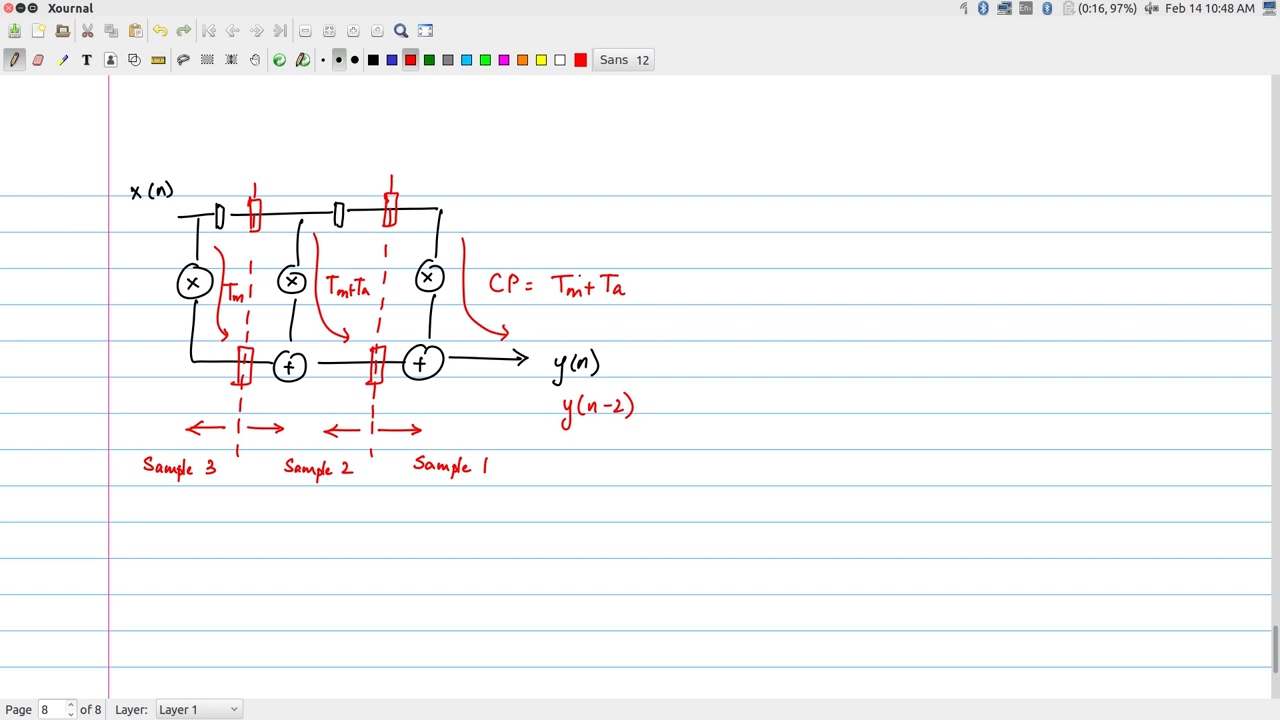 Xournal
En
(0:16, 97%)
Feb 14 10:48 AM
T
Sans 12
x(n)
x
x
x
Tm
Tm+Ta
CP = Tm+Ta
+
+
y(n)
y(n-2)
Sample 3
Sample 2
Sample 1
Page 8 of 8 Layer: Layer 1